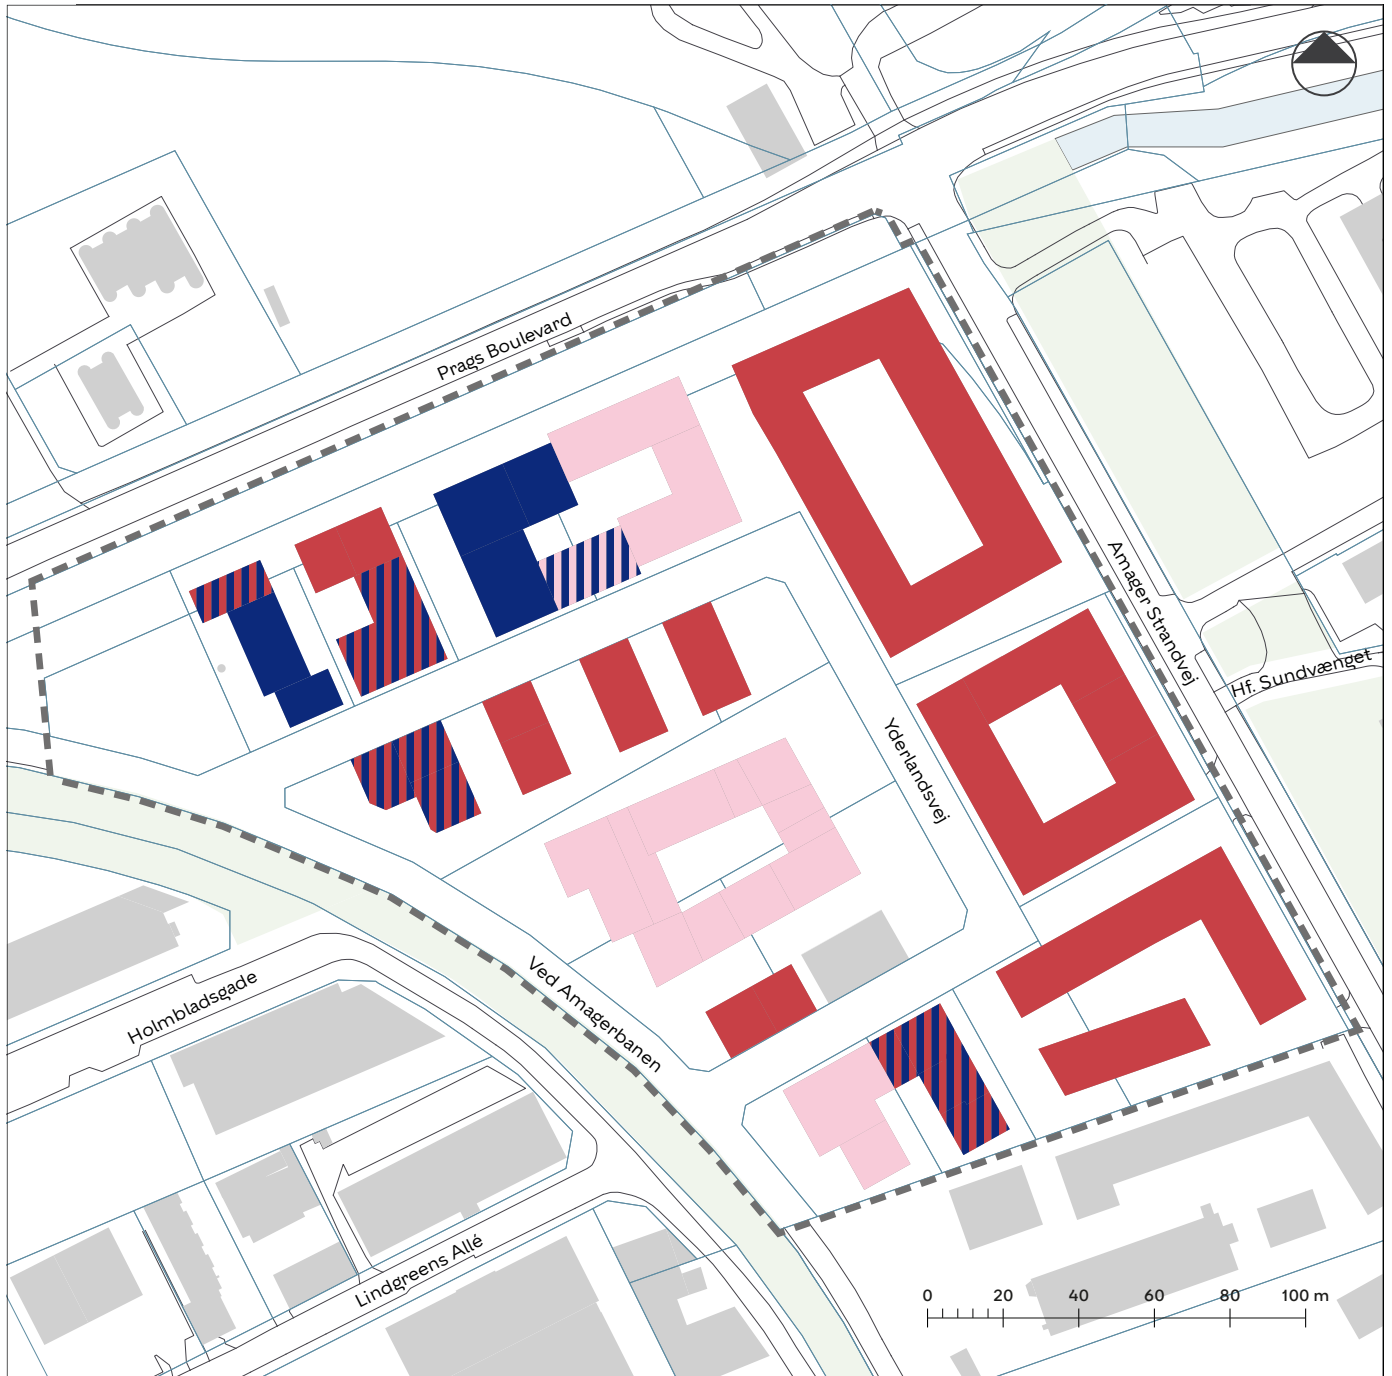 Prags Boulevard
Amager Strandvej
Hf. Sundvænget
Yderlandsvej
Ved Amagerbanen
Holmbladsgade
Lindgreens Allé
0 20 40 60 80 100 m